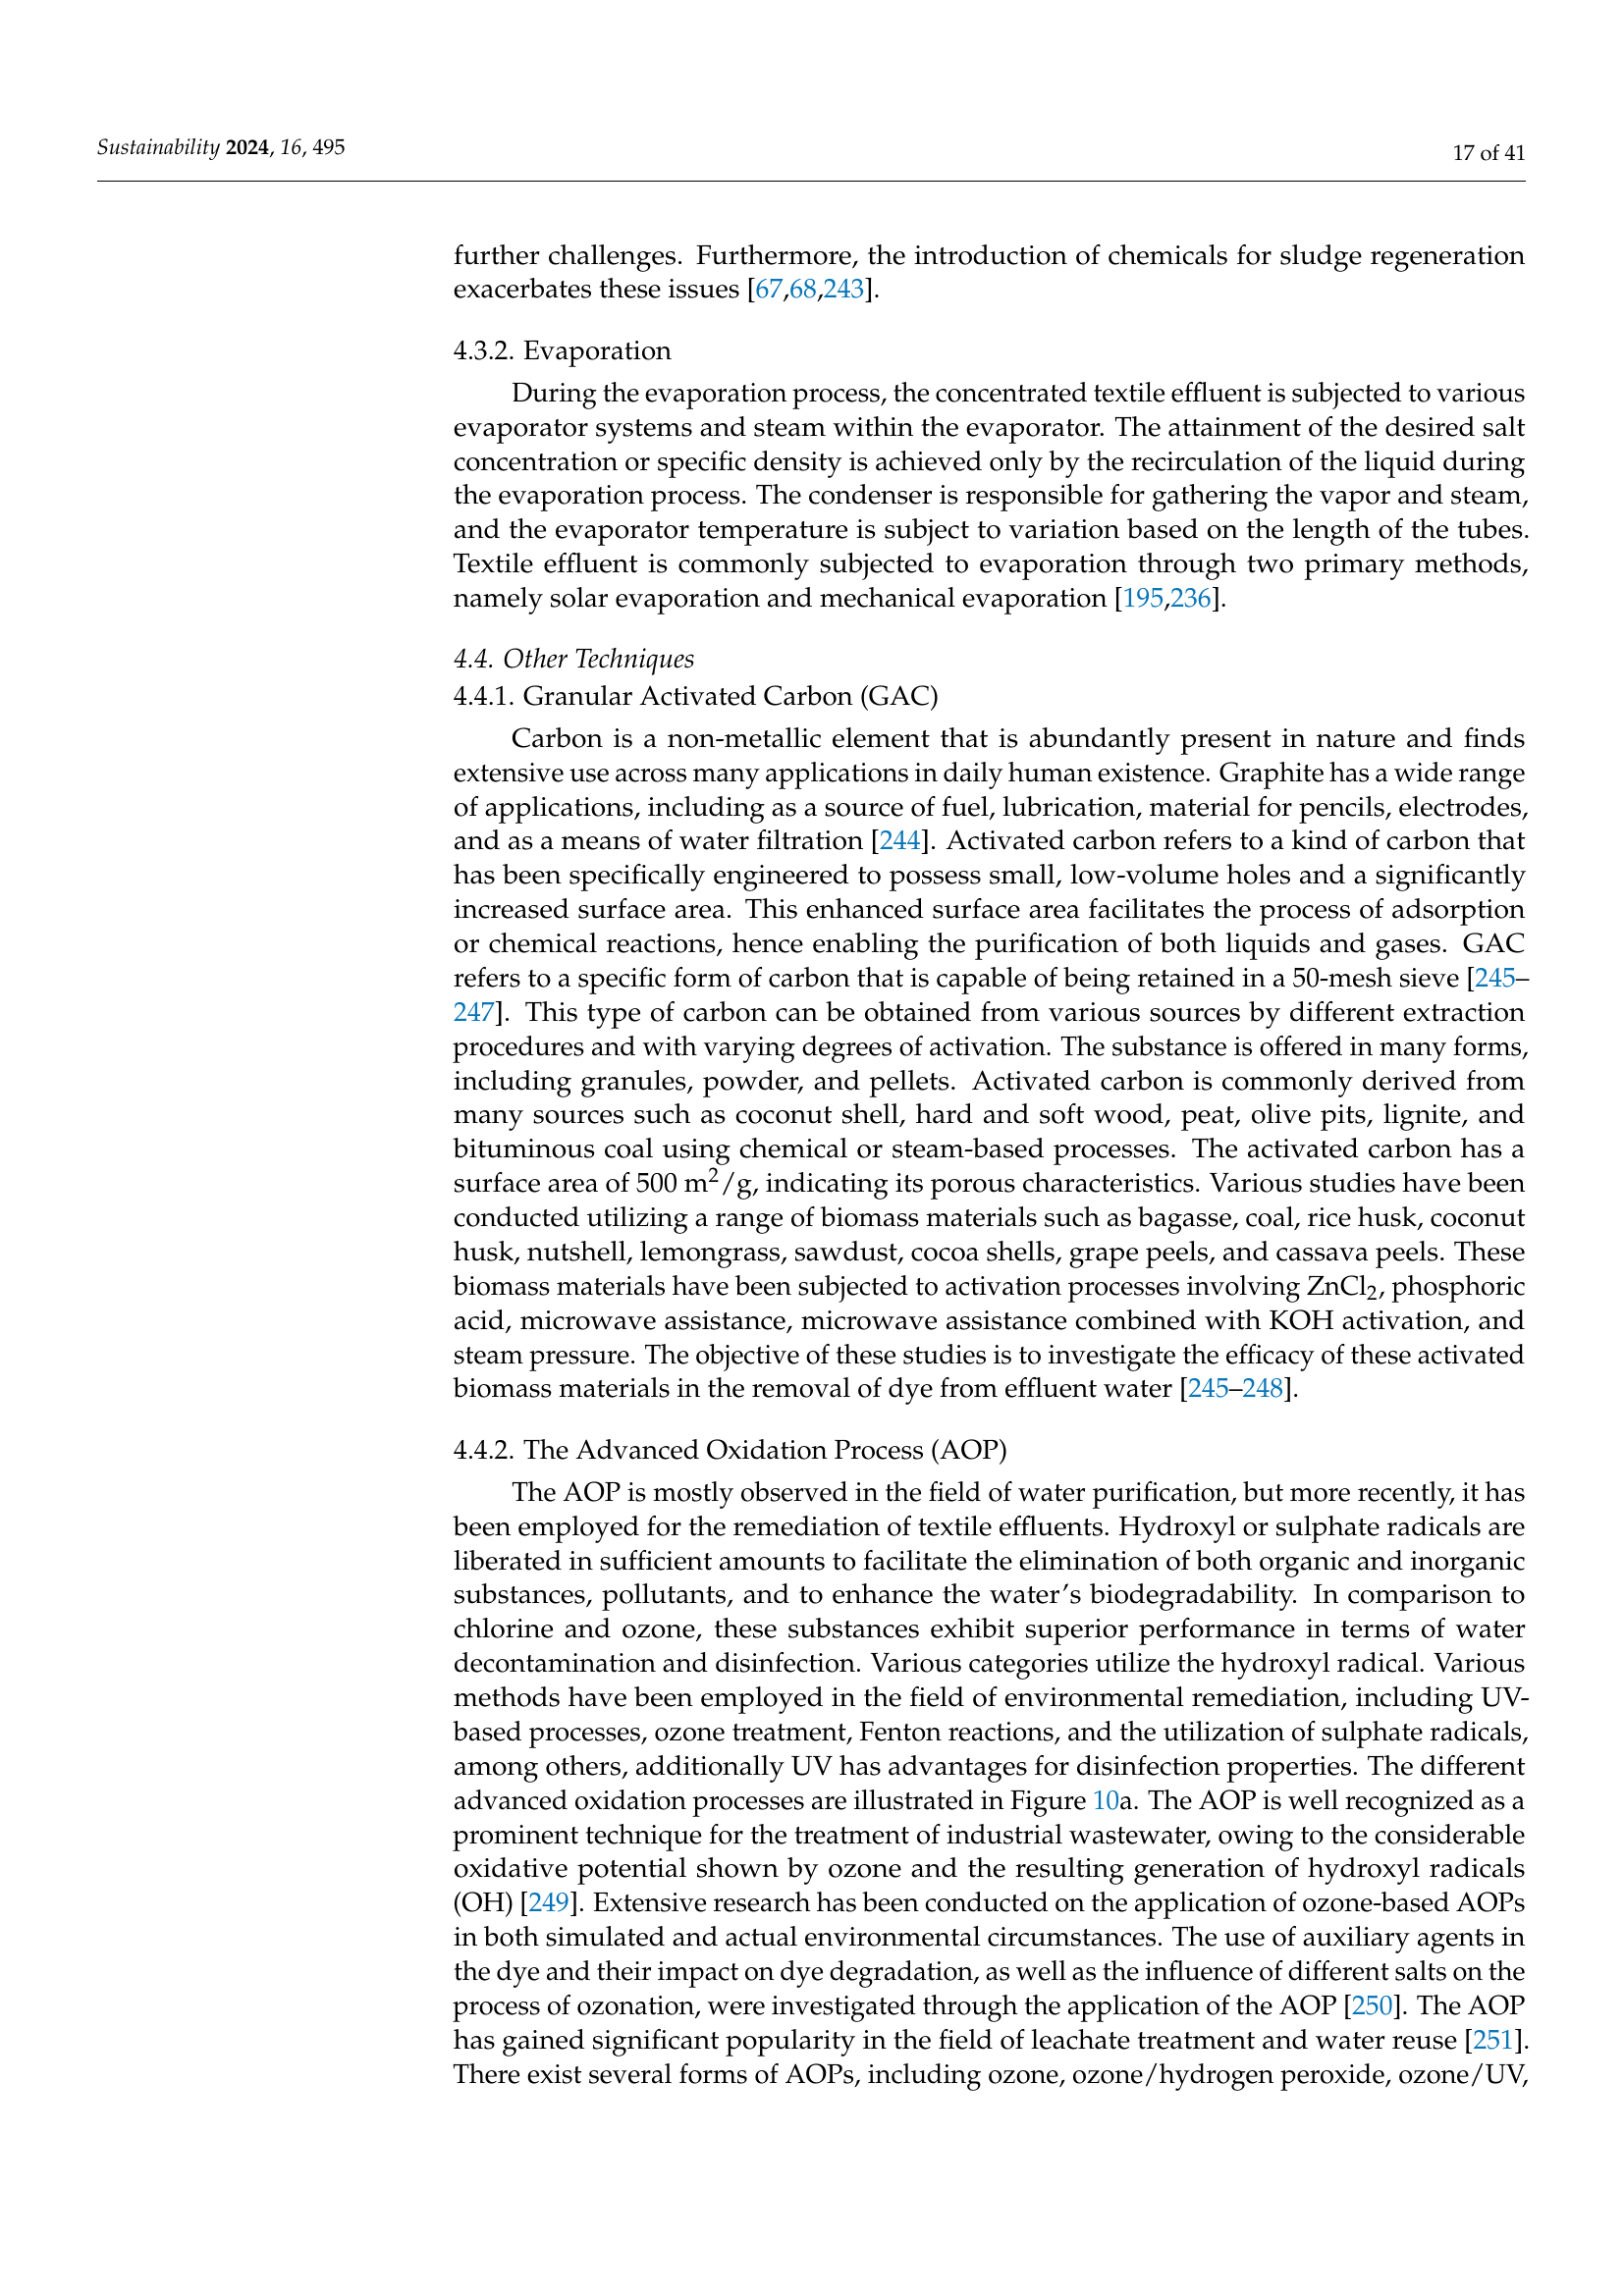 Sustainability 2024, 16, 495
17 of 41
further challenges. Furthermore, the introduction of chemicals for sludge regeneration
exacerbates these issues [67,68,243].
4.3.2. Evaporation
During the evaporation process, the concentrated textile effluent is subjected to various
evaporator systems and steam within the evaporator. The attainment of the desired salt
concentration or specific density is achieved only by the recirculation of the liquid during
the evaporation process. The condenser is responsible for gathering the vapor and steam,
and the evaporator temperature is subject to variation based on the length of the tubes.
Textile effluent is commonly subjected to evaporation through two primary methods,
namely solar evaporation and mechanical evaporation [195,236].
4.4. Other Techniques
4.4.1. Granular Activated Carbon (GAC)
Carbon is a non-metallic element that is abundantly present in nature and finds
extensive use across many applications in daily human existence. Graphite has a wide range
of applications, including as a source of fuel, lubrication, material for pencils, electrodes,
and as a means of water filtration [244]. Activated carbon refers to a kind of carbon that
has been specifically engineered to possess small, low-volume holes and a significantly
increased surface area. This enhanced surface area facilitates the process of adsorption
or chemical reactions, hence enabling the purification of both liquids and gases. GAC
refers to a specific form of carbon that is capable of being retained in a 50-mesh sieve [245–
247]. This type of carbon can be obtained from various sources by different extraction
procedures and with varying degrees of activation. The substance is offered in many forms,
including granules, powder, and pellets. Activated carbon is commonly derived from
many sources such as coconut shell, hard and soft wood, peat, olive pits, lignite, and
bituminous coal using chemical or steam-based processes. The activated carbon has a
surface area of 500 m²/g, indicating its porous characteristics. Various studies have been
conducted utilizing a range of biomass materials such as bagasse, coal, rice husk, coconut
husk, nutshell, lemongrass, sawdust, cocoa shells, grape peels, and cassava peels. These
biomass materials have been subjected to activation processes involving ZnCl₂, phosphoric
acid, microwave assistance, microwave assistance combined with KOH activation, and
steam pressure. The objective of these studies is to investigate the efficacy of these activated
biomass materials in the removal of dye from effluent water [245–248].
4.4.2. The Advanced Oxidation Process (AOP)
The AOP is mostly observed in the field of water purification, but more recently, it has
been employed for the remediation of textile effluents. Hydroxyl or sulphate radicals are
liberated in sufficient amounts to facilitate the elimination of both organic and inorganic
substances, pollutants, and to enhance the water's biodegradability. In comparison to
chlorine and ozone, these substances exhibit superior performance in terms of water
decontamination and disinfection. Various categories utilize the hydroxyl radical. Various
methods have been employed in the field of environmental remediation, including UV-
based processes, ozone treatment, Fenton reactions, and the utilization of sulphate radicals,
among others, additionally UV has advantages for disinfection properties. The different
advanced oxidation processes are illustrated in Figure 10a. The AOP is well recognized as a
prominent technique for the treatment of industrial wastewater, owing to the considerable
oxidative potential shown by ozone and the resulting generation of hydroxyl radicals
(OH) [249]. Extensive research has been conducted on the application of ozone-based AOPs
in both simulated and actual environmental circumstances. The use of auxiliary agents in
the dye and their impact on dye degradation, as well as the influence of different salts on the
process of ozonation, were investigated through the application of the AOP [250]. The AOP
has gained significant popularity in the field of leachate treatment and water reuse [251].
There exist several forms of AOPs, including ozone, ozone/hydrogen peroxide, ozone/UV,